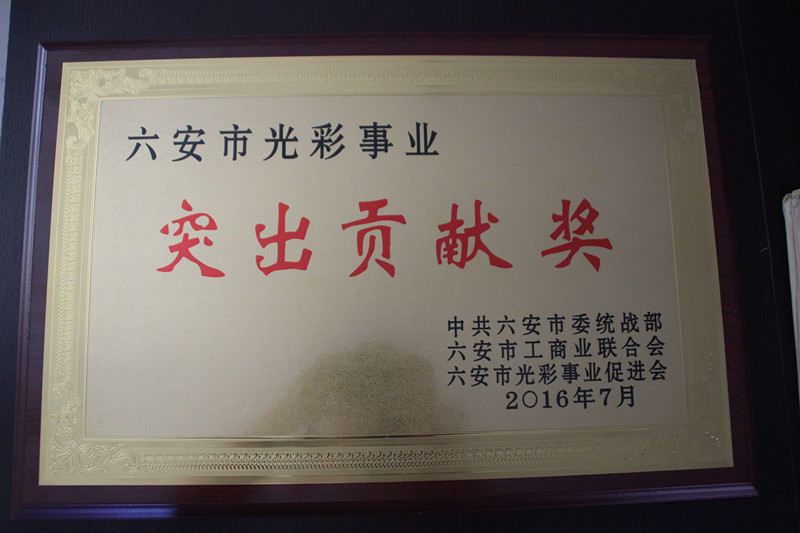 六安市光彩事业
突出贡献奖
中共六安市委统战部
六安市工商业联合会
六安市光彩事业促进会
2016年7月